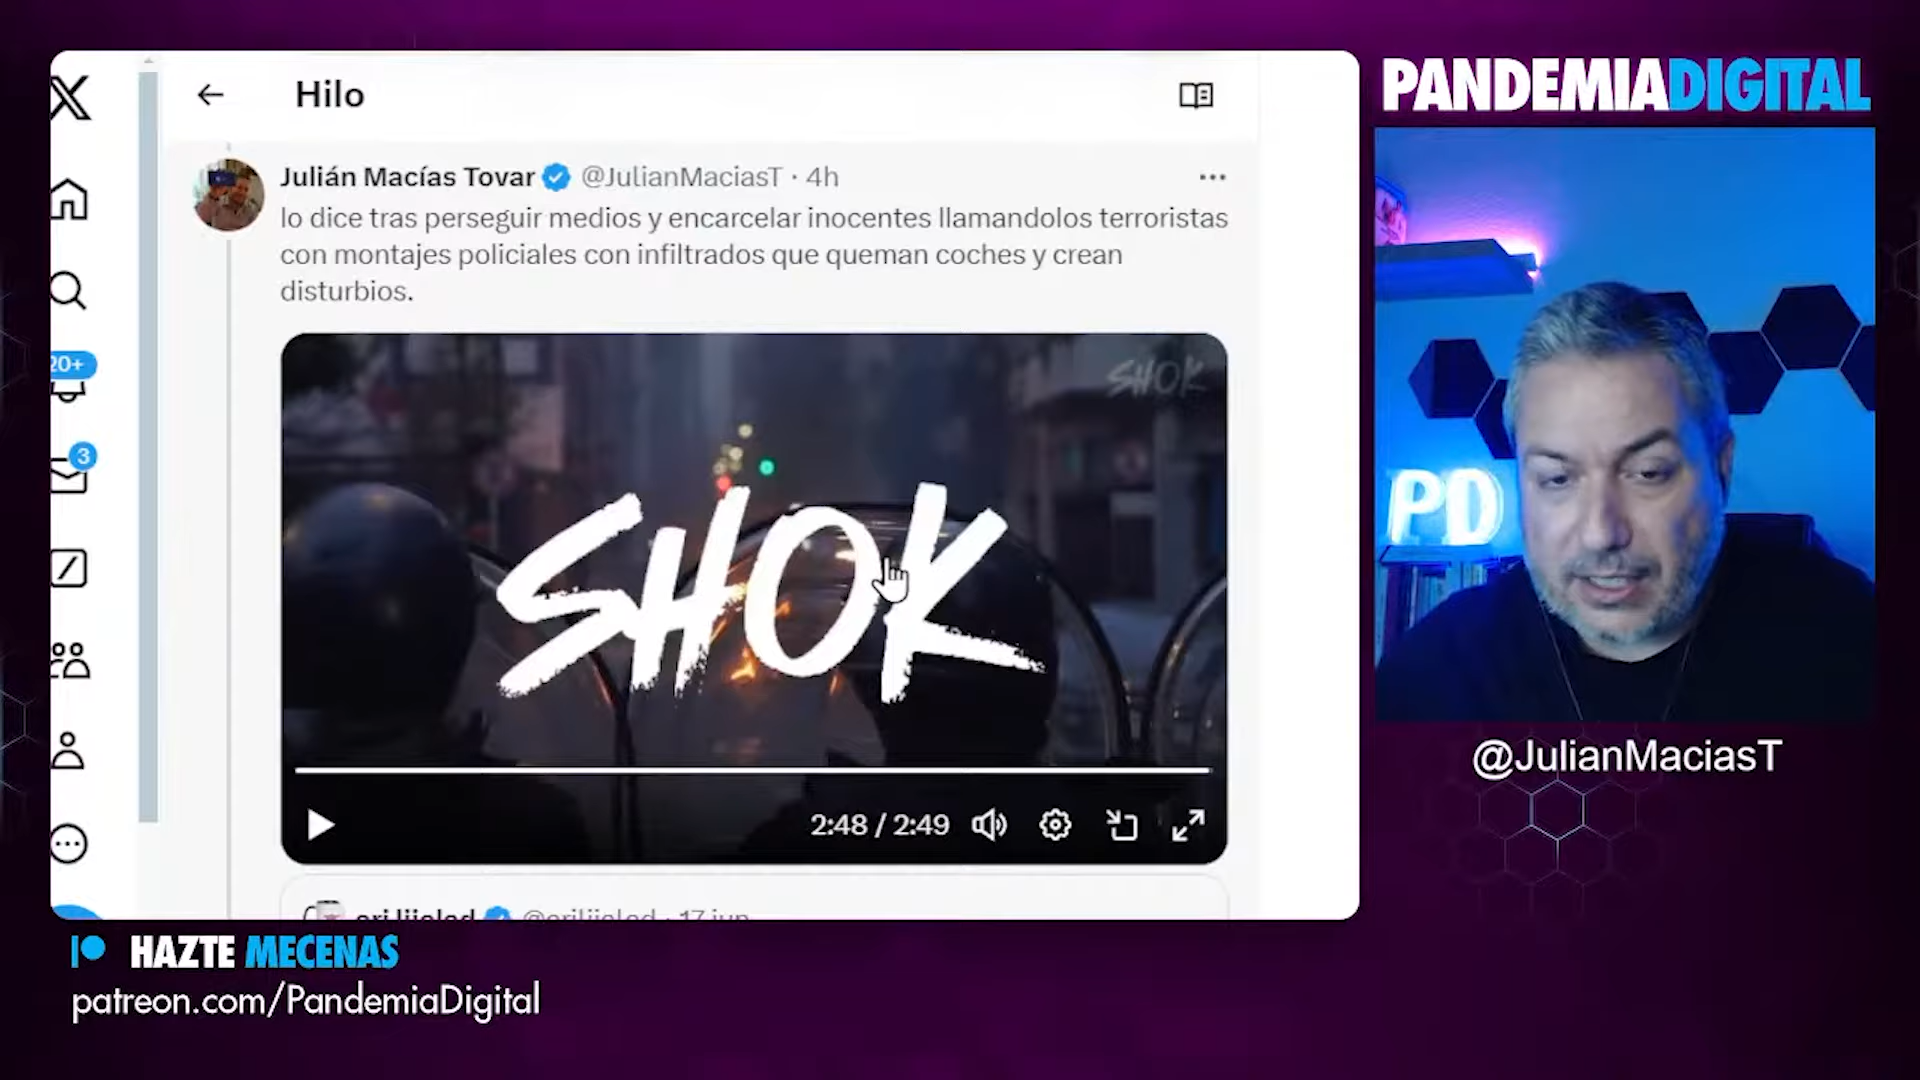 PANDEMIADIGITAL
Hilo
Julián Macías Tovar @JulianMaciasT · 4h
lo dice tras perseguir medios y encarcelar inocentes llamandolos terroristas
con montajes policiales con infiltrados que queman coches y crean
disturbios.
20+
3
SHOK
SHOK
2:48 / 2:49
17 jun
PD
@JulianMaciasT
HAZTE MECENAS
patreon.com/PandemiaDigital